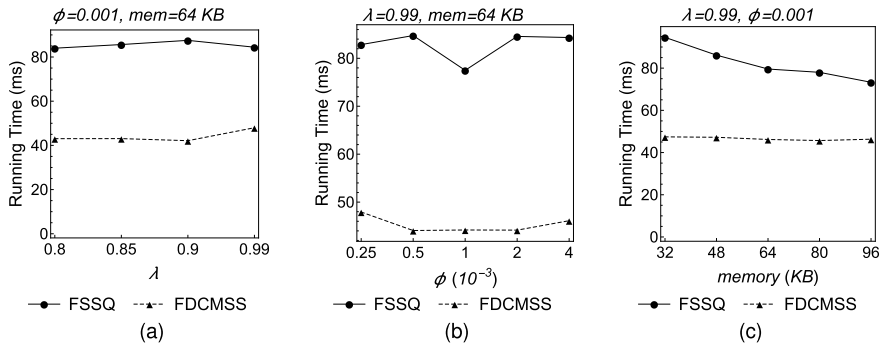 ϕ=0.001, mem=64 KB
Running Time (ms)
80
60
40
20
0
0.8 0.85 0.9 0.99
λ
FSSQ FDCMSS
(a)
λ=0.99, mem=64 KB
Running Time (ms)
80
70
60
50
0.25 0.5 1 2 4
ϕ (10⁻³)
FSSQ FDCMSS
(b)
λ=0.99, ϕ=0.001
Running Time (ms)
80
60
40
20
0
32 48 64 80 96
memory (KB)
FSSQ FDCMSS
(c)